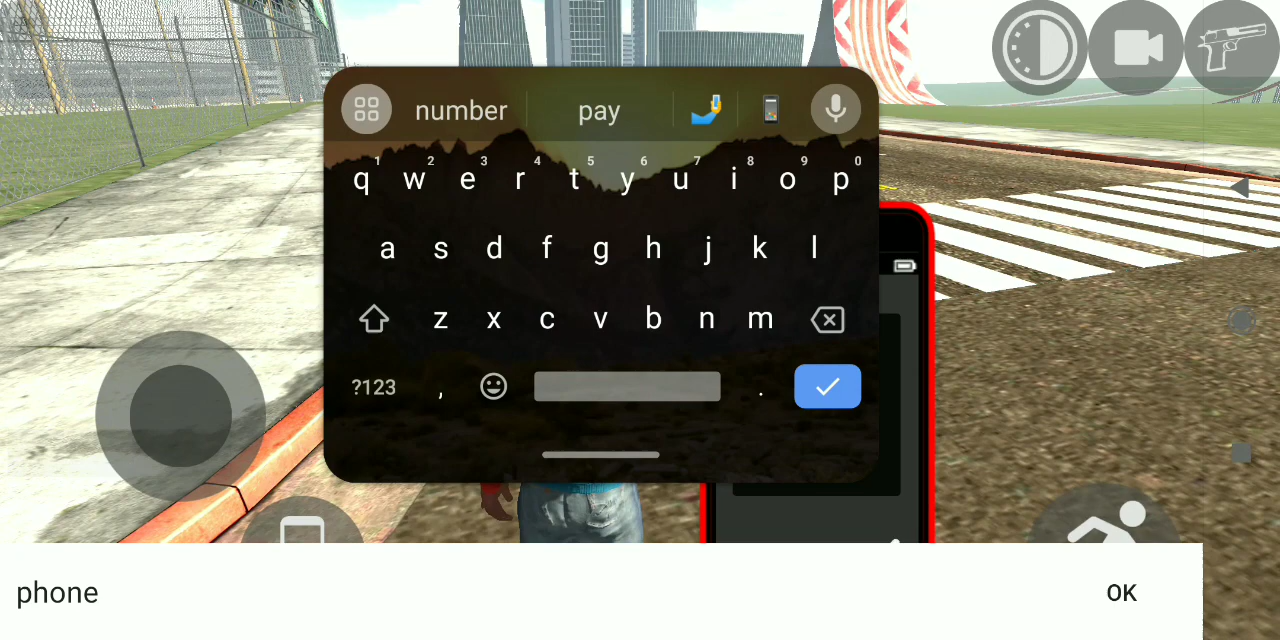 number pay
1 2 3 4 5 6 7 8 9 0
q w e r t y u i o p
a s d f g h j k l
z x c v b n m
?123 , .
phone OK